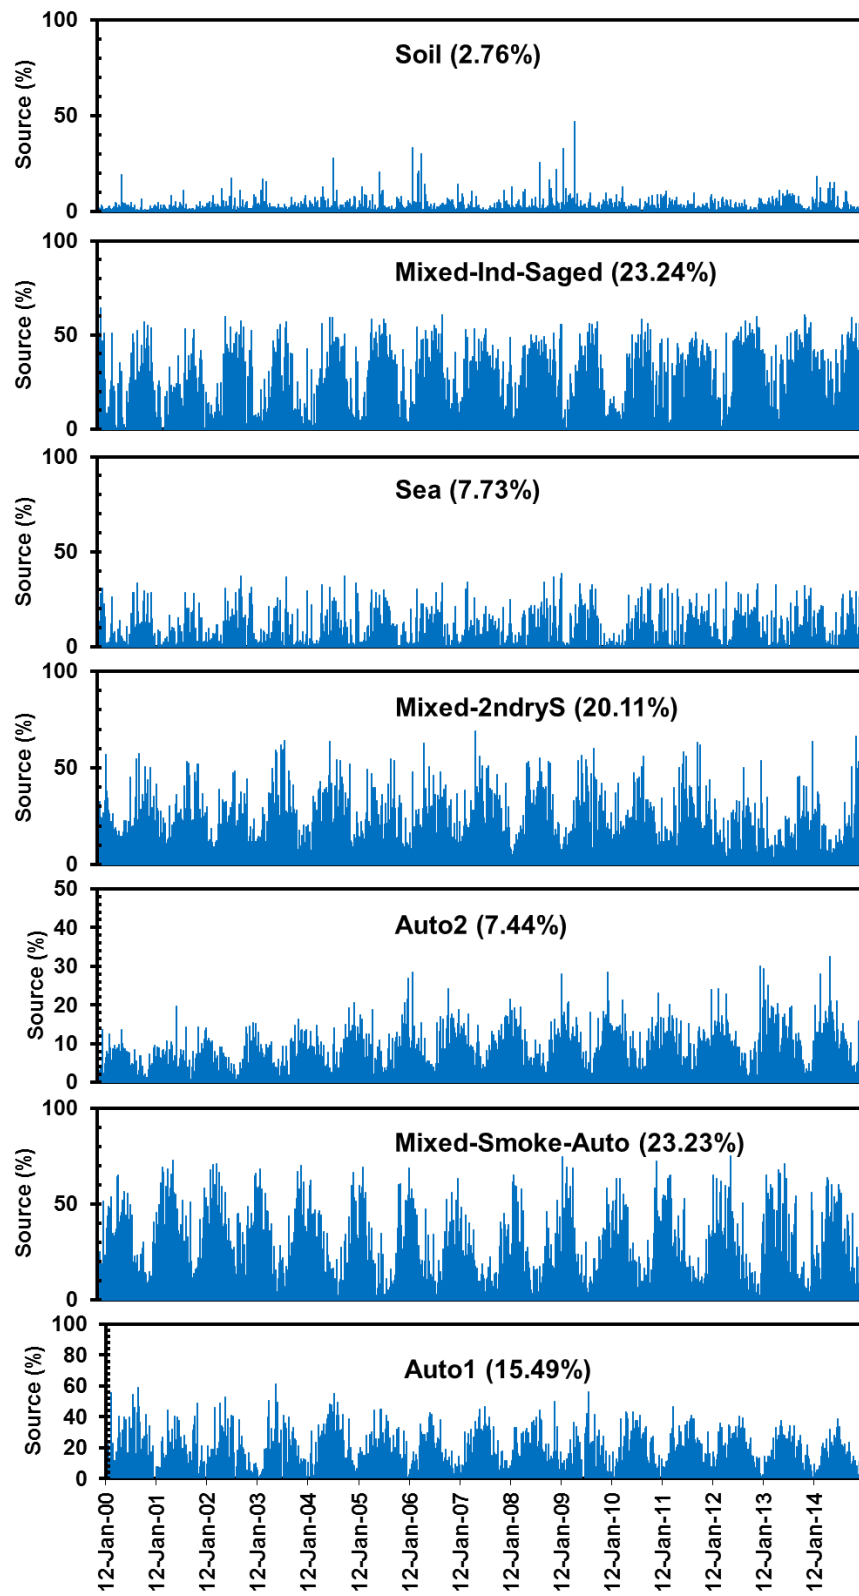 100
Soil (2.76%)
Source (%)
50
0
100
Mixed-Ind-Saged (23.24%)
Source (%)
50
0
100
Sea (7.73%)
Source (%)
50
0
100
Mixed-2ndryS (20.11%)
Source (%)
50
0
50
Auto2 (7.44%)
40
Source (%)
30
20
10
0
100
Mixed-Smoke-Auto (23.23%)
Source (%)
50
0
100
Auto1 (15.49%)
80
Source (%)
60
40
20
0
12-Jan-00
12-Jan-01
12-Jan-02
12-Jan-03
12-Jan-04
12-Jan-05
12-Jan-06
12-Jan-07
12-Jan-08
12-Jan-09
12-Jan-10
12-Jan-11
12-Jan-12
12-Jan-13
12-Jan-14